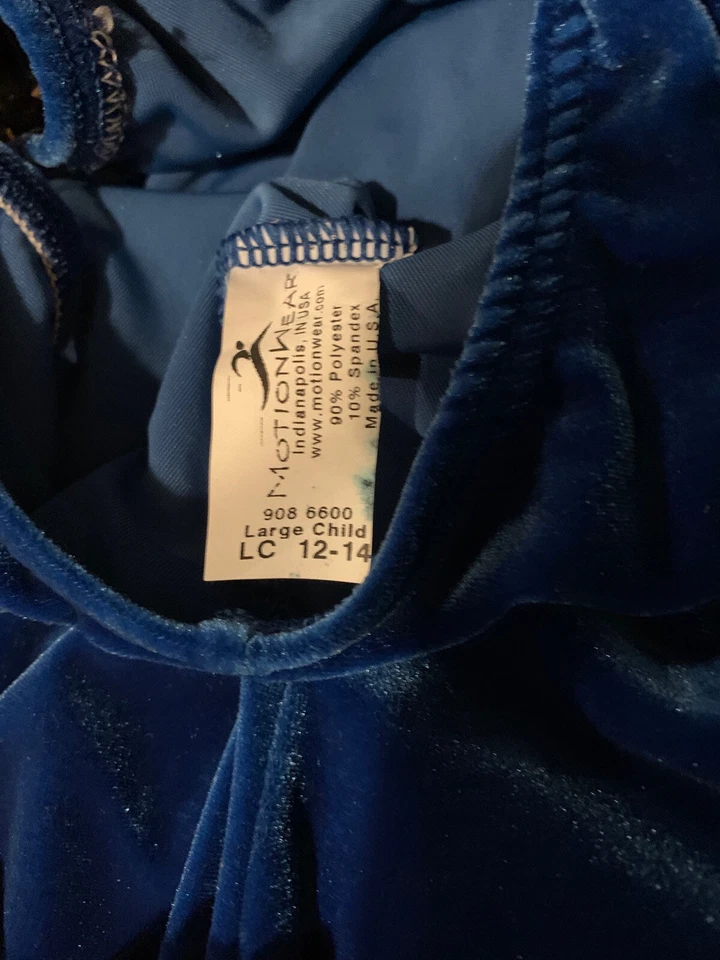 MOTIONWEAR
Indianapolis, IN USA
www.motionwear.com
90% Polyester
10% Spandex
Made in U.S.A.
908 6600
Large Child
LC 12-14